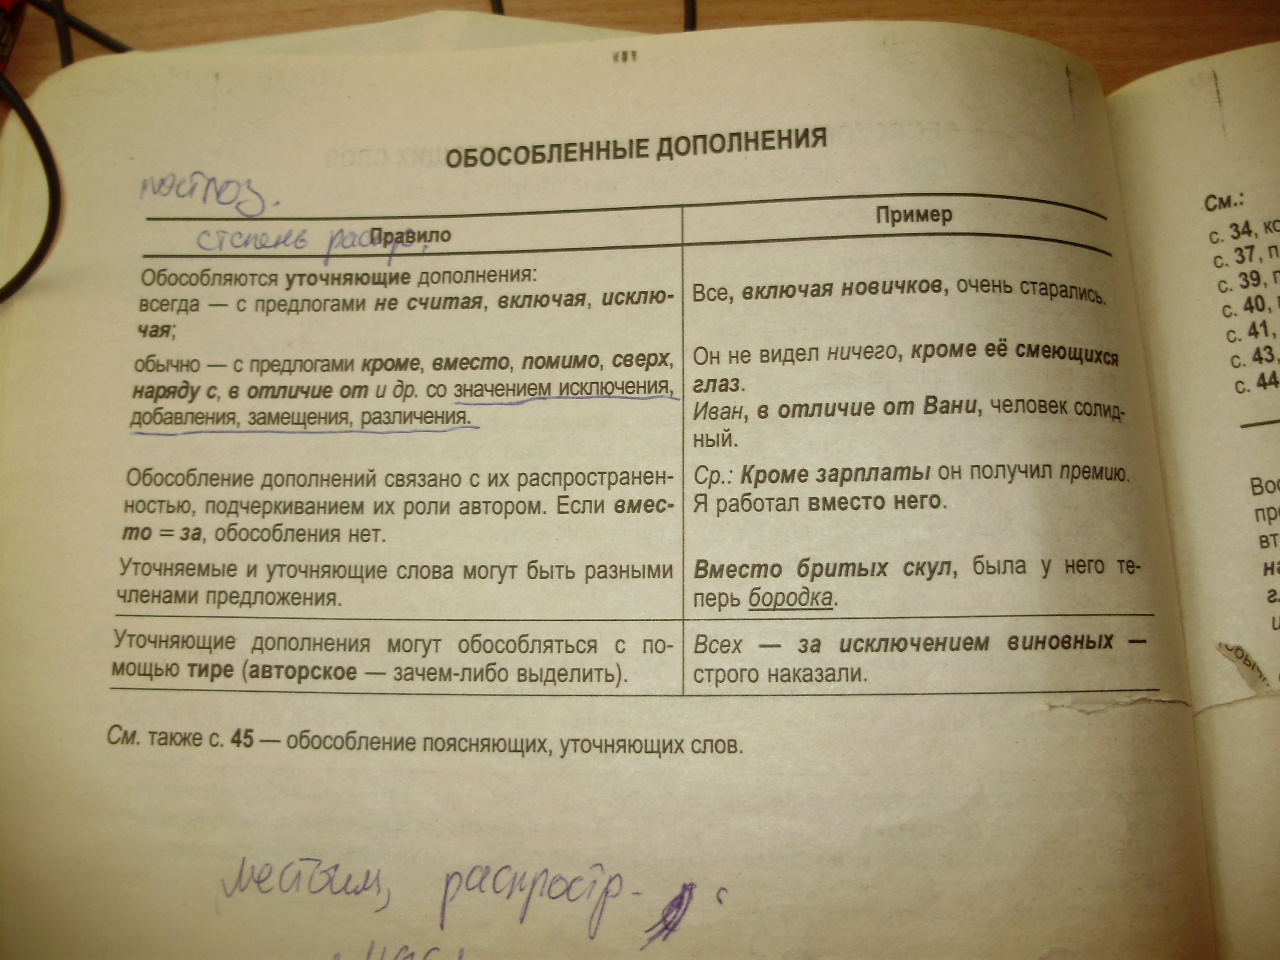 ОБОСОБЛЕННЫЕ ДОПОЛНЕНИЯ
Правило
Пример
Обособляются уточняющие дополнения:
всегда — с предлогами не считая, включая, исклю-
чая;
Все, включая новичков, очень старались.
обычно — с предлогами кроме, вместо, помимо, сверх,
наряду с, в отличие от и др. со значением исключения,
добавления, замещения, различения.
Он не видел ничего, кроме её смеющихся
глаз.
Иван, в отличие от Вани, человек солид-
ный.
Обособление дополнений связано с их распространен-
ностью, подчеркиванием их роли автором. Если вмес-
то = за, обособления нет.
Ср.: Кроме зарплаты он получил премию.
Я работал вместо него.
Уточняемые и уточняющие слова могут быть разными
членами предложения.
Вместо бритых скул, была у него те-
перь бородка.
Уточняющие дополнения могут обособляться с по-
мощью тире (авторское — зачем-либо выделить).
Всех — за исключением виновных —
строго наказали.
См. также с. 45 — обособление поясняющих, уточняющих слов.
распростр-
См.:
с. 34,
с. 37,
с. 39,
с. 40,
с. 41,
с. 43,
с. 44